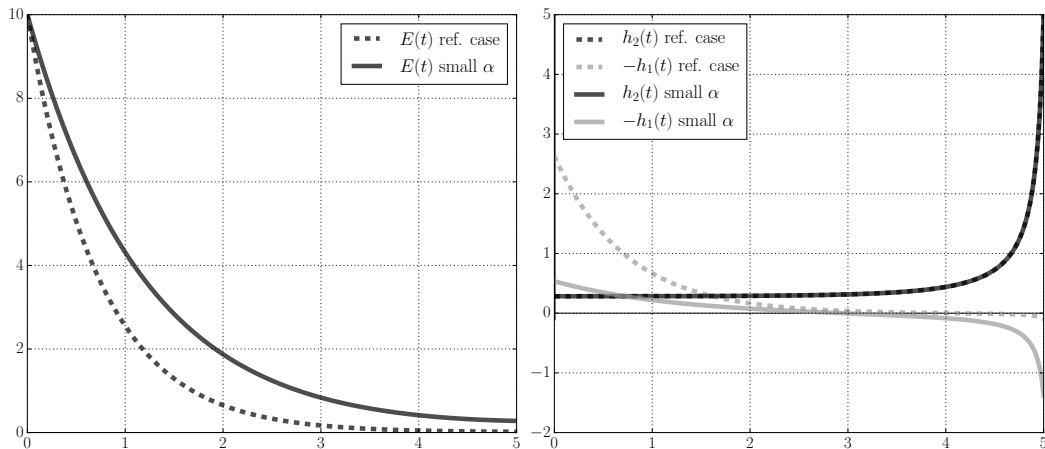 10
8
6
4
2
0
0 1 2 3 4 5
E(t) ref. case
E(t) small α
5
4
3
2
1
0
−1
−2
0 1 2 3 4 5
h₂(t) ref. case
−h₁(t) ref. case
h₂(t) small α
−h₁(t) small α